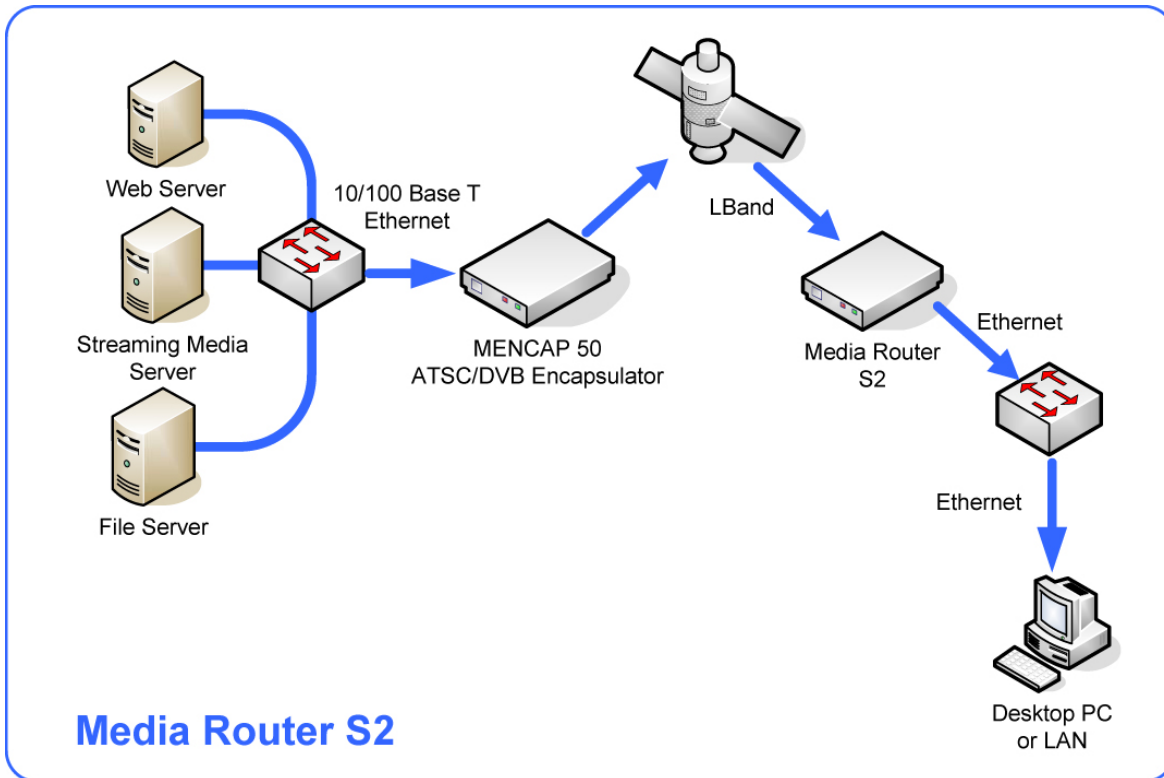 Web Server
10/100 Base T
Ethernet
LBand
Streaming Media
Server
MENCAP 50
ATSC/DVB Encapsulator
Media Router
S2
Ethernet
File Server
Ethernet
Desktop PC
or LAN
Media Router S2